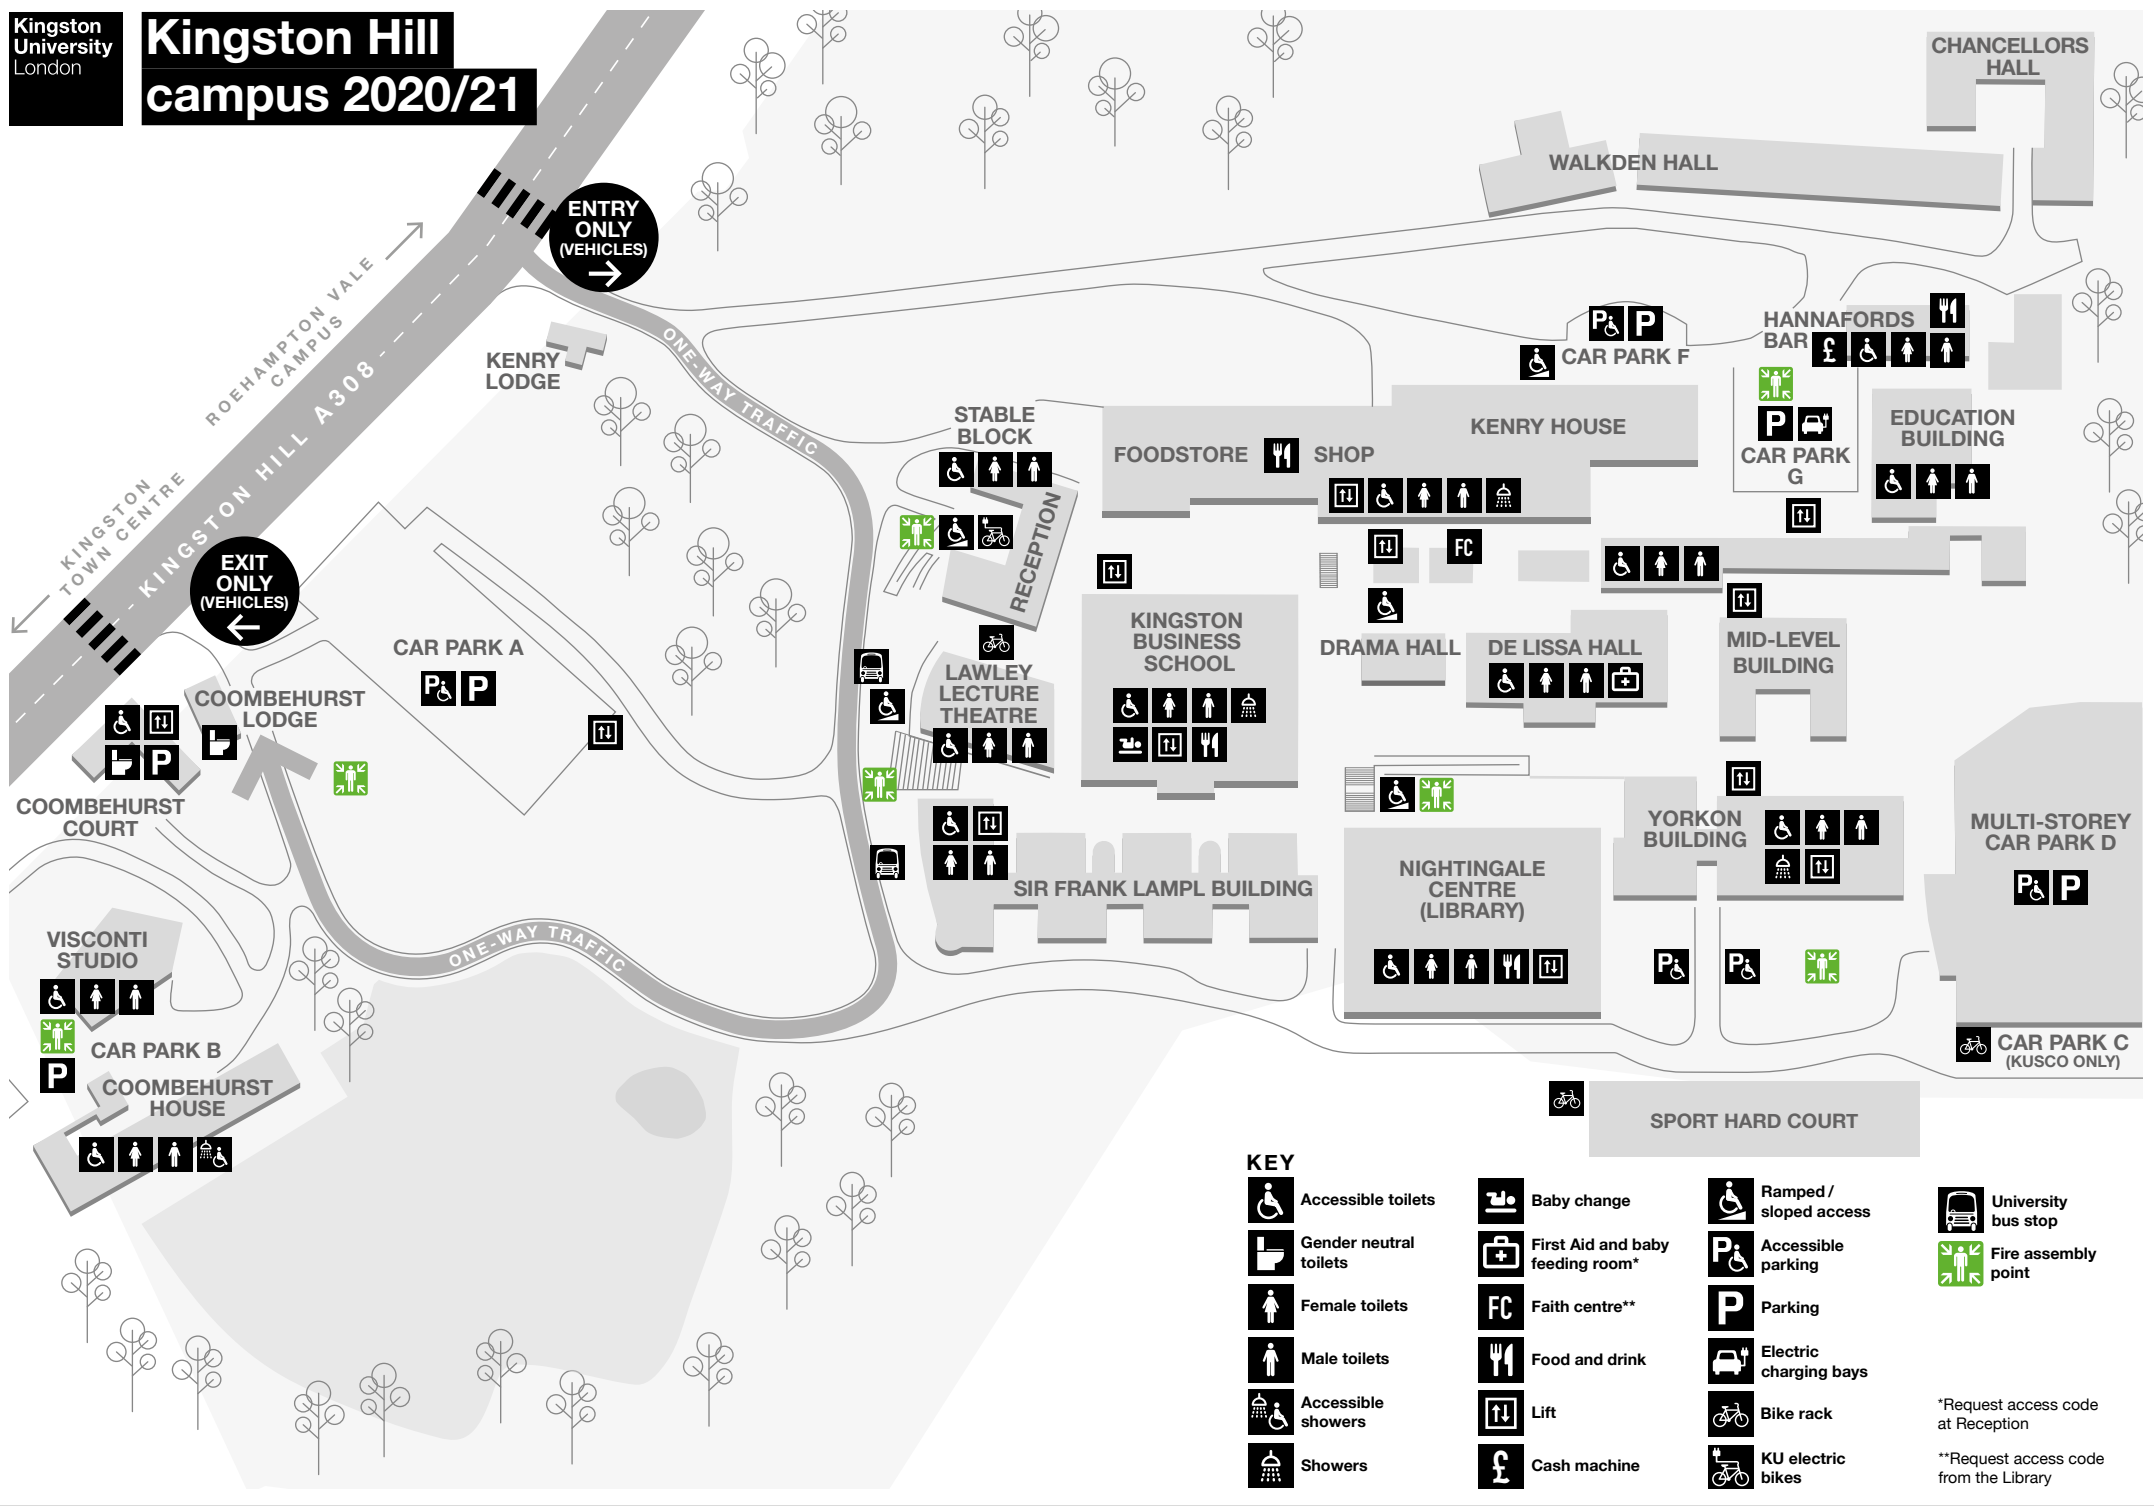 Kingston
University
London
Kingston Hill
campus 2020/21
ENTRY
ONLY
(VEHICLES)
ROEHAMPTON VALE
CAMPUS
KINGSTON HILL A308
KINGSTON
TOWN CENTRE
EXIT
ONLY
(VEHICLES)
ONE-WAY TRAFFIC
KENRY
LODGE
CHANCELLORS
HALL
WALKDEN HALL
P
P
CAR PARK F
HANNAFORDS
BAR
£
STABLE
BLOCK
RECEPTION
FOODSTORE
SHOP
KENRY HOUSE
P
CAR PARK
G
EDUCATION
BUILDING
FC
CAR PARK A
P
P
COOMBEHURST
LODGE
P
COOMBEHURST
COURT
LAWLEY
LECTURE
THEATRE
KINGSTON
BUSINESS
SCHOOL
DRAMA HALL
DE LISSA HALL
MID-LEVEL
BUILDING
SIR FRANK LAMPL BUILDING
NIGHTINGALE
CENTRE
(LIBRARY)
YORKON
BUILDING
MULTI-STOREY
CAR PARK D
P
P
P
P
ONE-WAY TRAFFIC
VISCONTI
STUDIO
CAR PARK B
P
COOMBEHURST
HOUSE
CAR PARK C
(KUSCO ONLY)
SPORT HARD COURT
KEY
Accessible toilets
Gender neutral
toilets
Female toilets
Male toilets
Accessible
showers
Showers
Baby change
First Aid and baby
feeding room*
FC
Faith centre**
Food and drink
Lift
£
Cash machine
Ramped /
sloped access
P
Accessible
parking
P
Parking
Electric
charging bays
Bike rack
KU electric
bikes
University
bus stop
Fire assembly
point
*Request access code
at Reception
**Request access code
from the Library